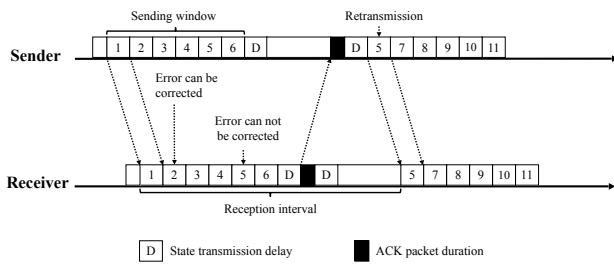 Sending window
Retransmission
Sender
1 2 3 4 5 6 D D 5 7 8 9 10 11
Error can be
corrected
Error can not
be corrected
Receiver
1 2 3 4 5 6 D D 5 7 8 9 10 11
Reception interval
D State transmission delay
ACK packet duration